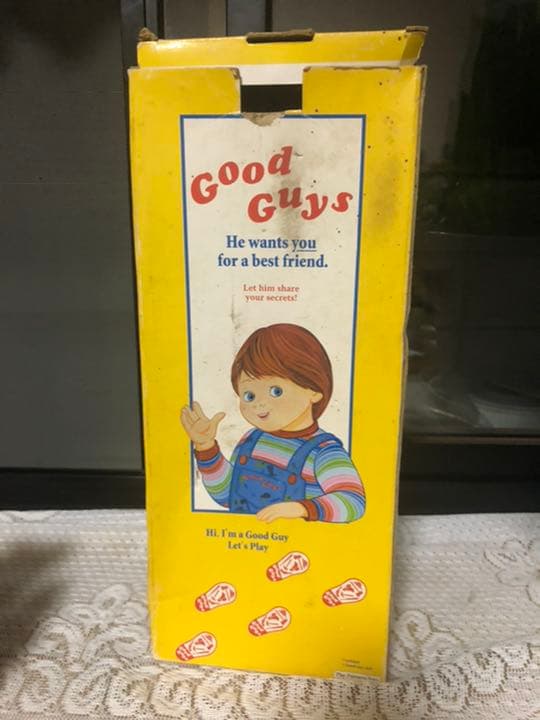 Good
Guys
He wants you
for a best friend.
Let him share
your secrets!
Hi. I'm a Good Guy
Let's Play